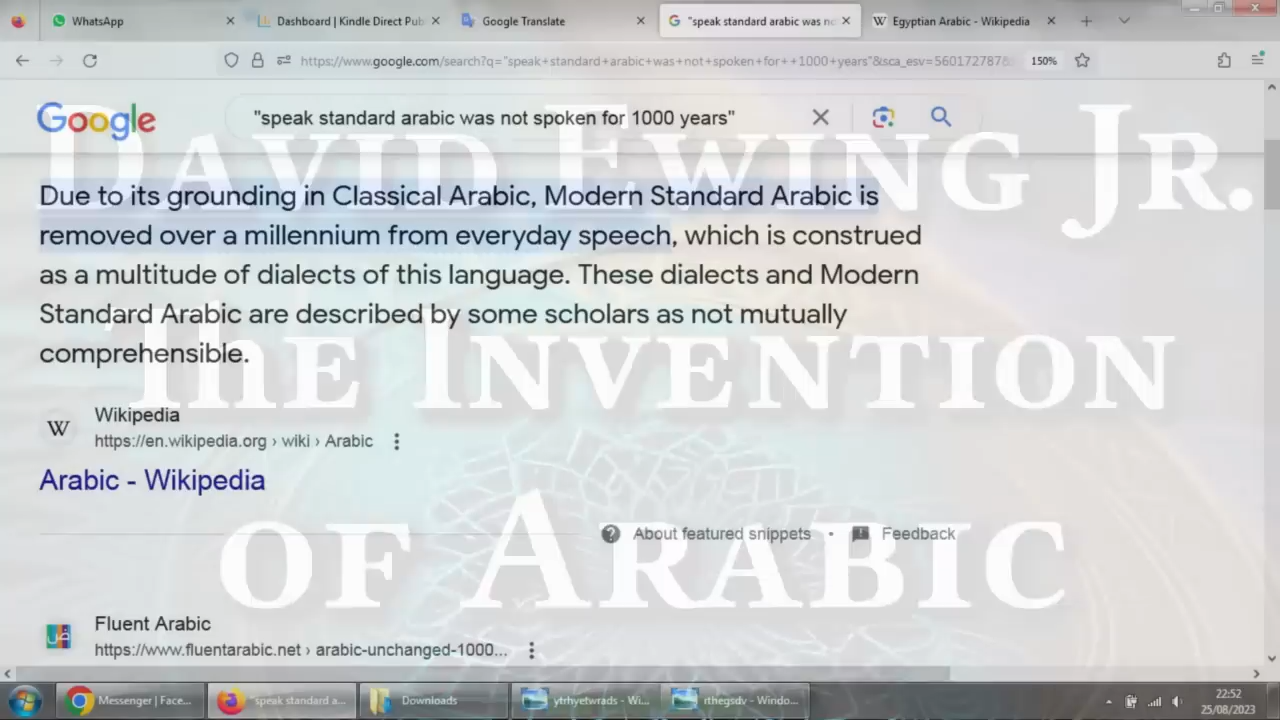 WhatsApp
Dashboard | Kindle Direct Pub
Google Translate
"speak standard arabic was no
Egyptian Arabic - Wikipedia
https://www.google.com/search?q="speak+standard+arabic+was+not+spoken+for++1000+years"&sca_esv=560172787&
150%
Google
"speak standard arabic was not spoken for 1000 years"
DAVID EWING JR.
Due to its grounding in Classical Arabic, Modern Standard Arabic is
removed over a millennium from everyday speech, which is construed
as a multitude of dialects of this language. These dialects and Modern
Standard Arabic are described by some scholars as not mutually
comprehensible.
THE INVENTION
W
Wikipedia
https://en.wikipedia.org › wiki › Arabic
Arabic - Wikipedia
OF ARABIC
About featured snippets • Feedback
ض
Fluent Arabic
https://www.fluentarabic.net › arabic-unchanged-1000...
Messenger | Face...
"speak standard a...
Downloads
ytrhyetwrads - Wi...
rthegsdv - Windo...
22:52
25/08/2023